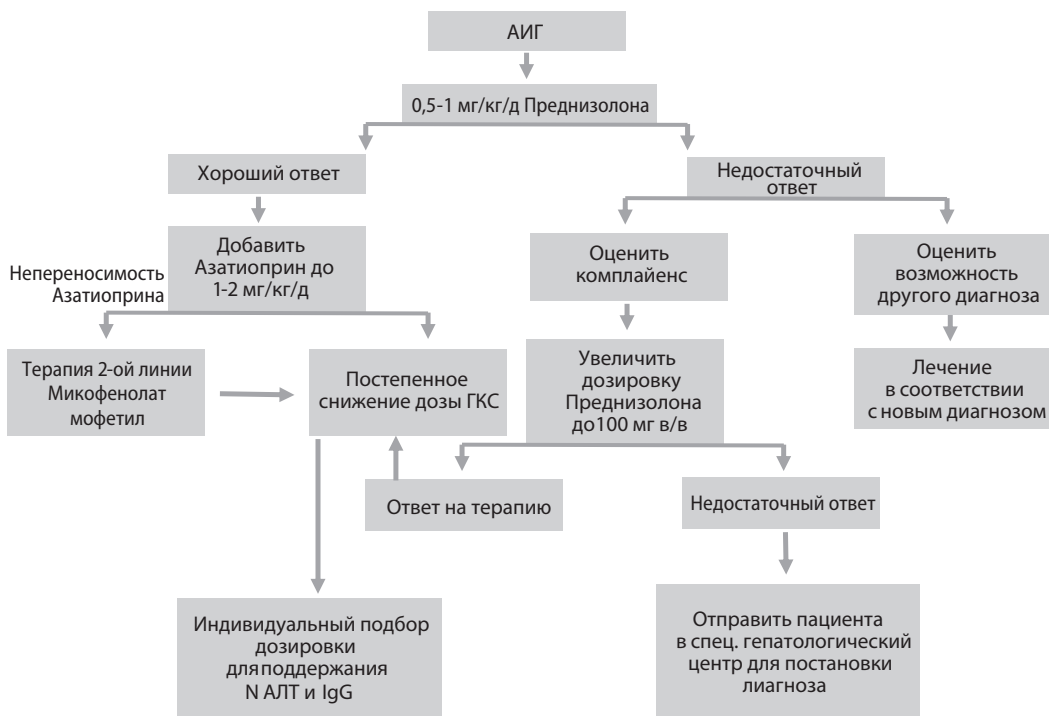 АИГ
0,5-1 мг/кг/д Преднизолона
Хороший ответ
Недостаточный
ответ
Добавить
Азатиоприн до
1-2 мг/кг/д
Непереносимость
Азатиоприна
Оценить
комплайенс
Оценить
возможность
другого диагноза
Терапия 2-ой линии
Микофенолат
мофетил
Постепенное
снижение дозы ГКС
Увеличить
дозировку
Преднизолона
до100 мг в/в
Лечение
в соответствии
с новым диагнозом
Ответ на терапию
Недостаточный ответ
Индивидуальный подбор
дозировки
для поддержания
N АЛТ и IgG
Отправить пациента
в спец. гепатологический
центр для постановки
лиагноза